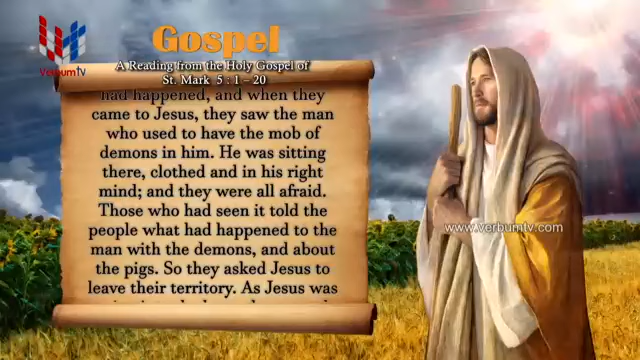 VerbumTV
Gospel
A Reading from the Holy Gospel of
St. Mark 5 : 1 - 20
had happened, and when they
came to Jesus, they saw the man
who used to have the mob of
demons in him. He was sitting
there, clothed and in his right
mind; and they were all afraid.
Those who had seen it told the
people what had happened to the
man with the demons, and about
the pigs. So they asked Jesus to
leave their territory. As Jesus was
www.verbumtv.com